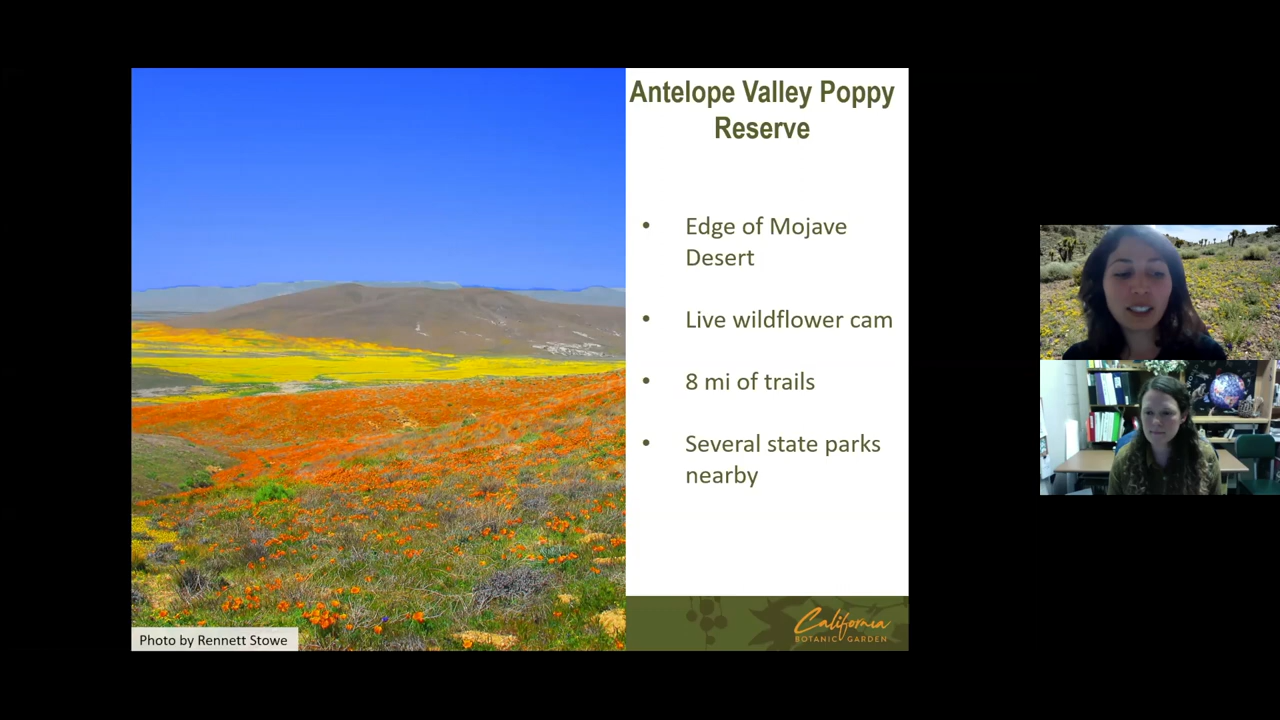 Antelope Valley Poppy
Reserve
• Edge of Mojave
Desert
• Live wildflower cam
• 8 mi of trails
• Several state parks
nearby
Photo by Rennett Stowe
California
BOTANIC GARDEN